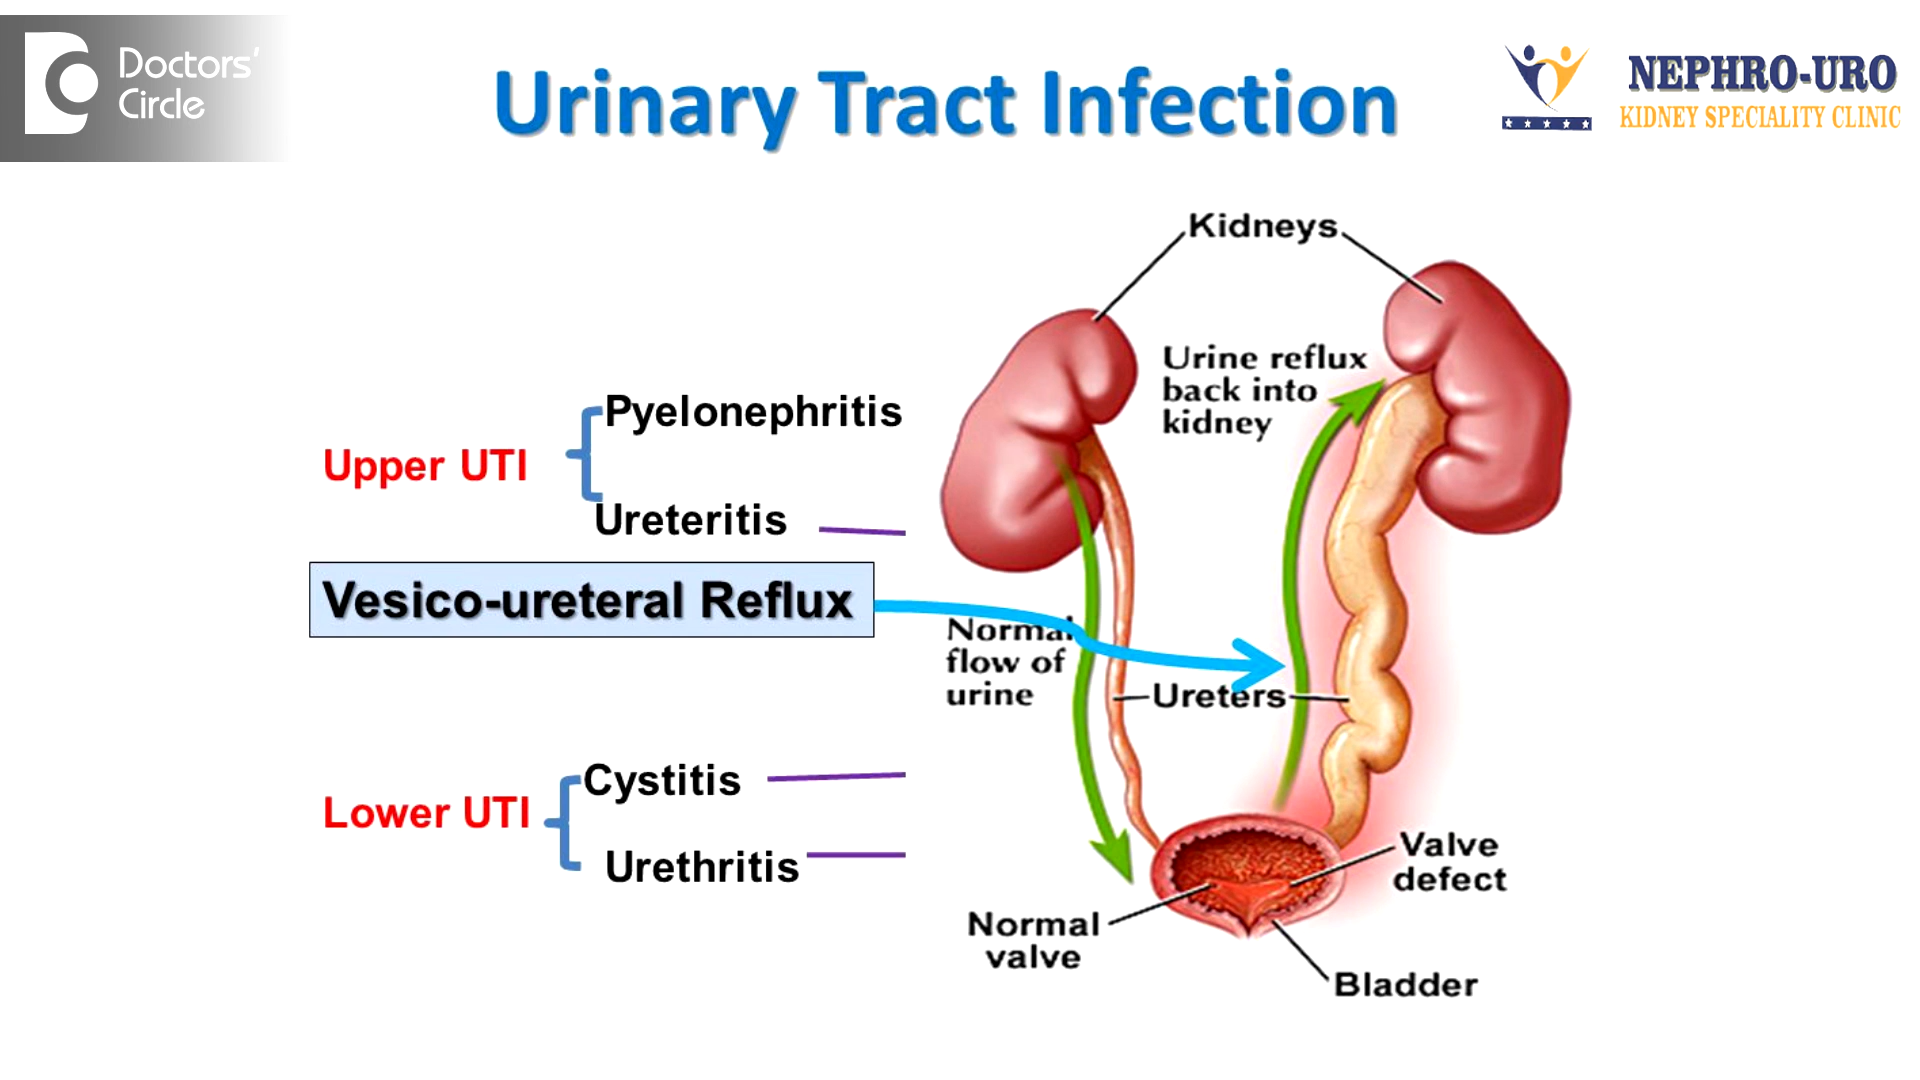 Doctors'
Circle
Urinary Tract Infection
NEPHRO-URO
KIDNEY SPECIALITY CLINIC
Kidneys
Urine reflux
back into
kidney
Pyelonephritis
Upper UTI
Ureteritis
Vesico-ureteral Reflux
Normal
flow of
urine
Ureters
Cystitis
Lower UTI
Urethritis
Valve
defect
Normal
valve
Bladder